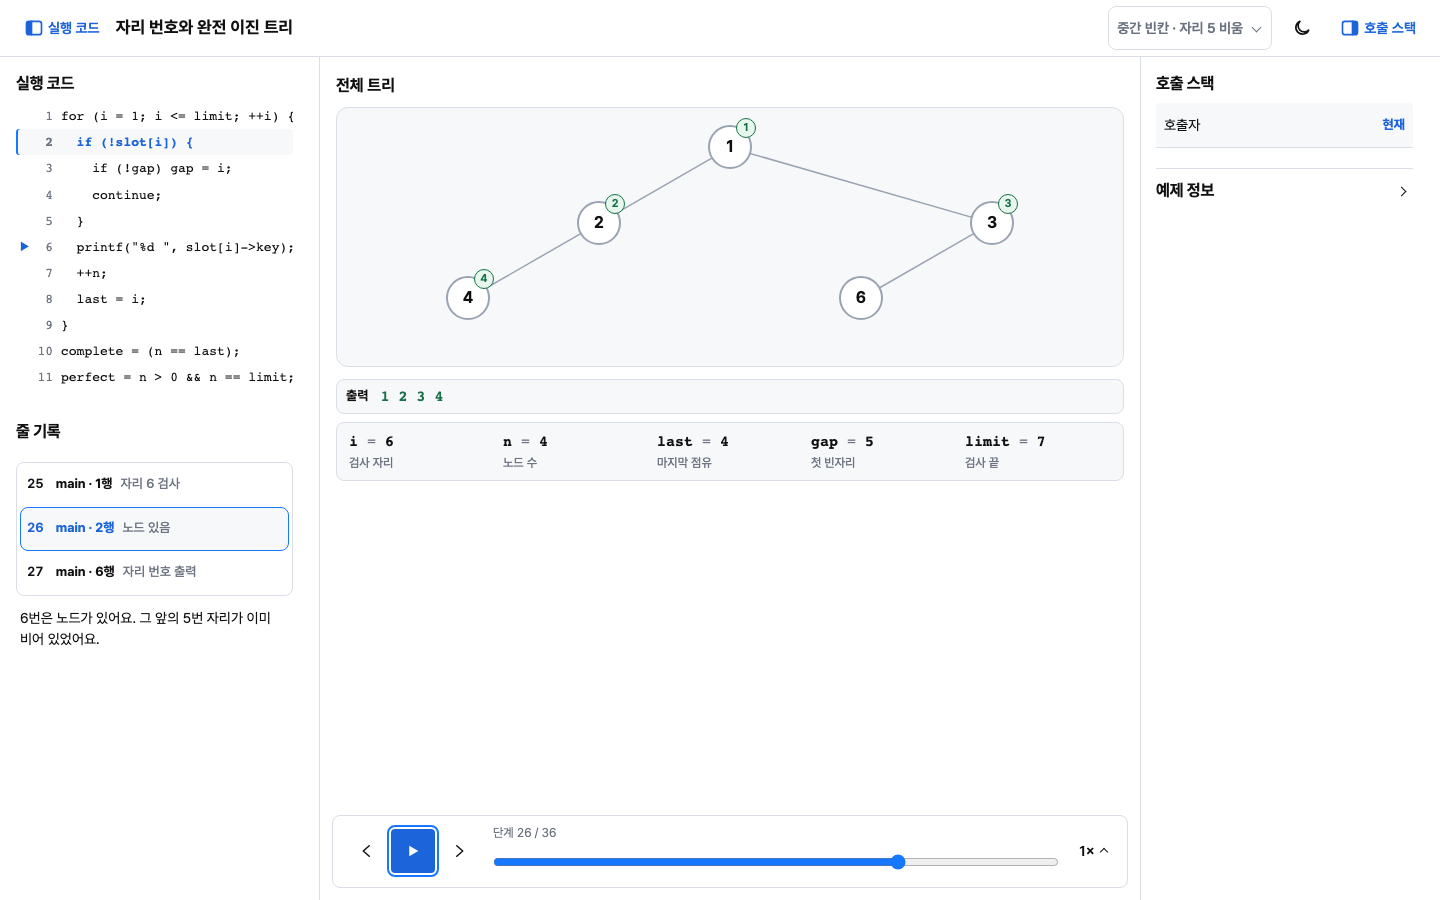 실행 코드
자리 번호와 완전 이진 트리
중간 빈칸 · 자리 5 비움
호출 스택
실행 코드
1 for (i = 1; i <= limit; ++i) {
2 if (!slot[i]) {
3 if (!gap) gap = i;
4 continue;
5 }
6 printf("%d ", slot[i]->key);
7 ++n;
8 last = i;
9 }
10 complete = (n == last);
11 perfect = n > 0 && n == limit;
줄 기록
25 main · 1행 자리 6 검사
26 main · 2행 노드 있음
27 main · 6행 자리 번호 출력
6번은 노드가 있어요. 그 앞의 5번 자리가 이미
비어 있었어요.
전체 트리
1 1
2 2
3 3
4 4
6
출력 1 2 3 4
i = 6
검사 자리
n = 4
노드 수
last = 4
마지막 점유
gap = 5
첫 빈자리
limit = 7
검사 끝
단계 26 / 36
1×
호출 스택
호출자 현재
예제 정보